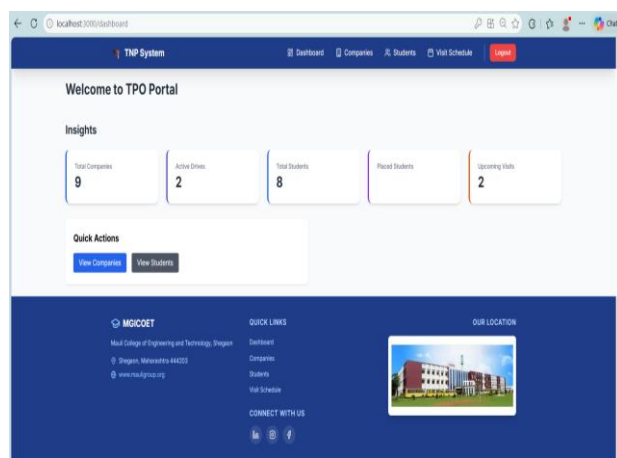 localhost:3000/dashboard
TNP System
Dashboard
Companies
Students
Visit Schedule
Logout
Welcome to TPO Portal
Insights
Total Companies
9
Active Drives
2
Total Students
8
Placed Students
Upcoming Visits
2
Quick Actions
View Companies
View Students
MGICOET
Mauli College of Engineering and Technology, Shegaon
Shegaon, Maharashtra 444203
www.mauligroup.org
QUICK LINKS
Dashboard
Companies
Students
Visit Schedule
CONNECT WITH US
OUR LOCATION